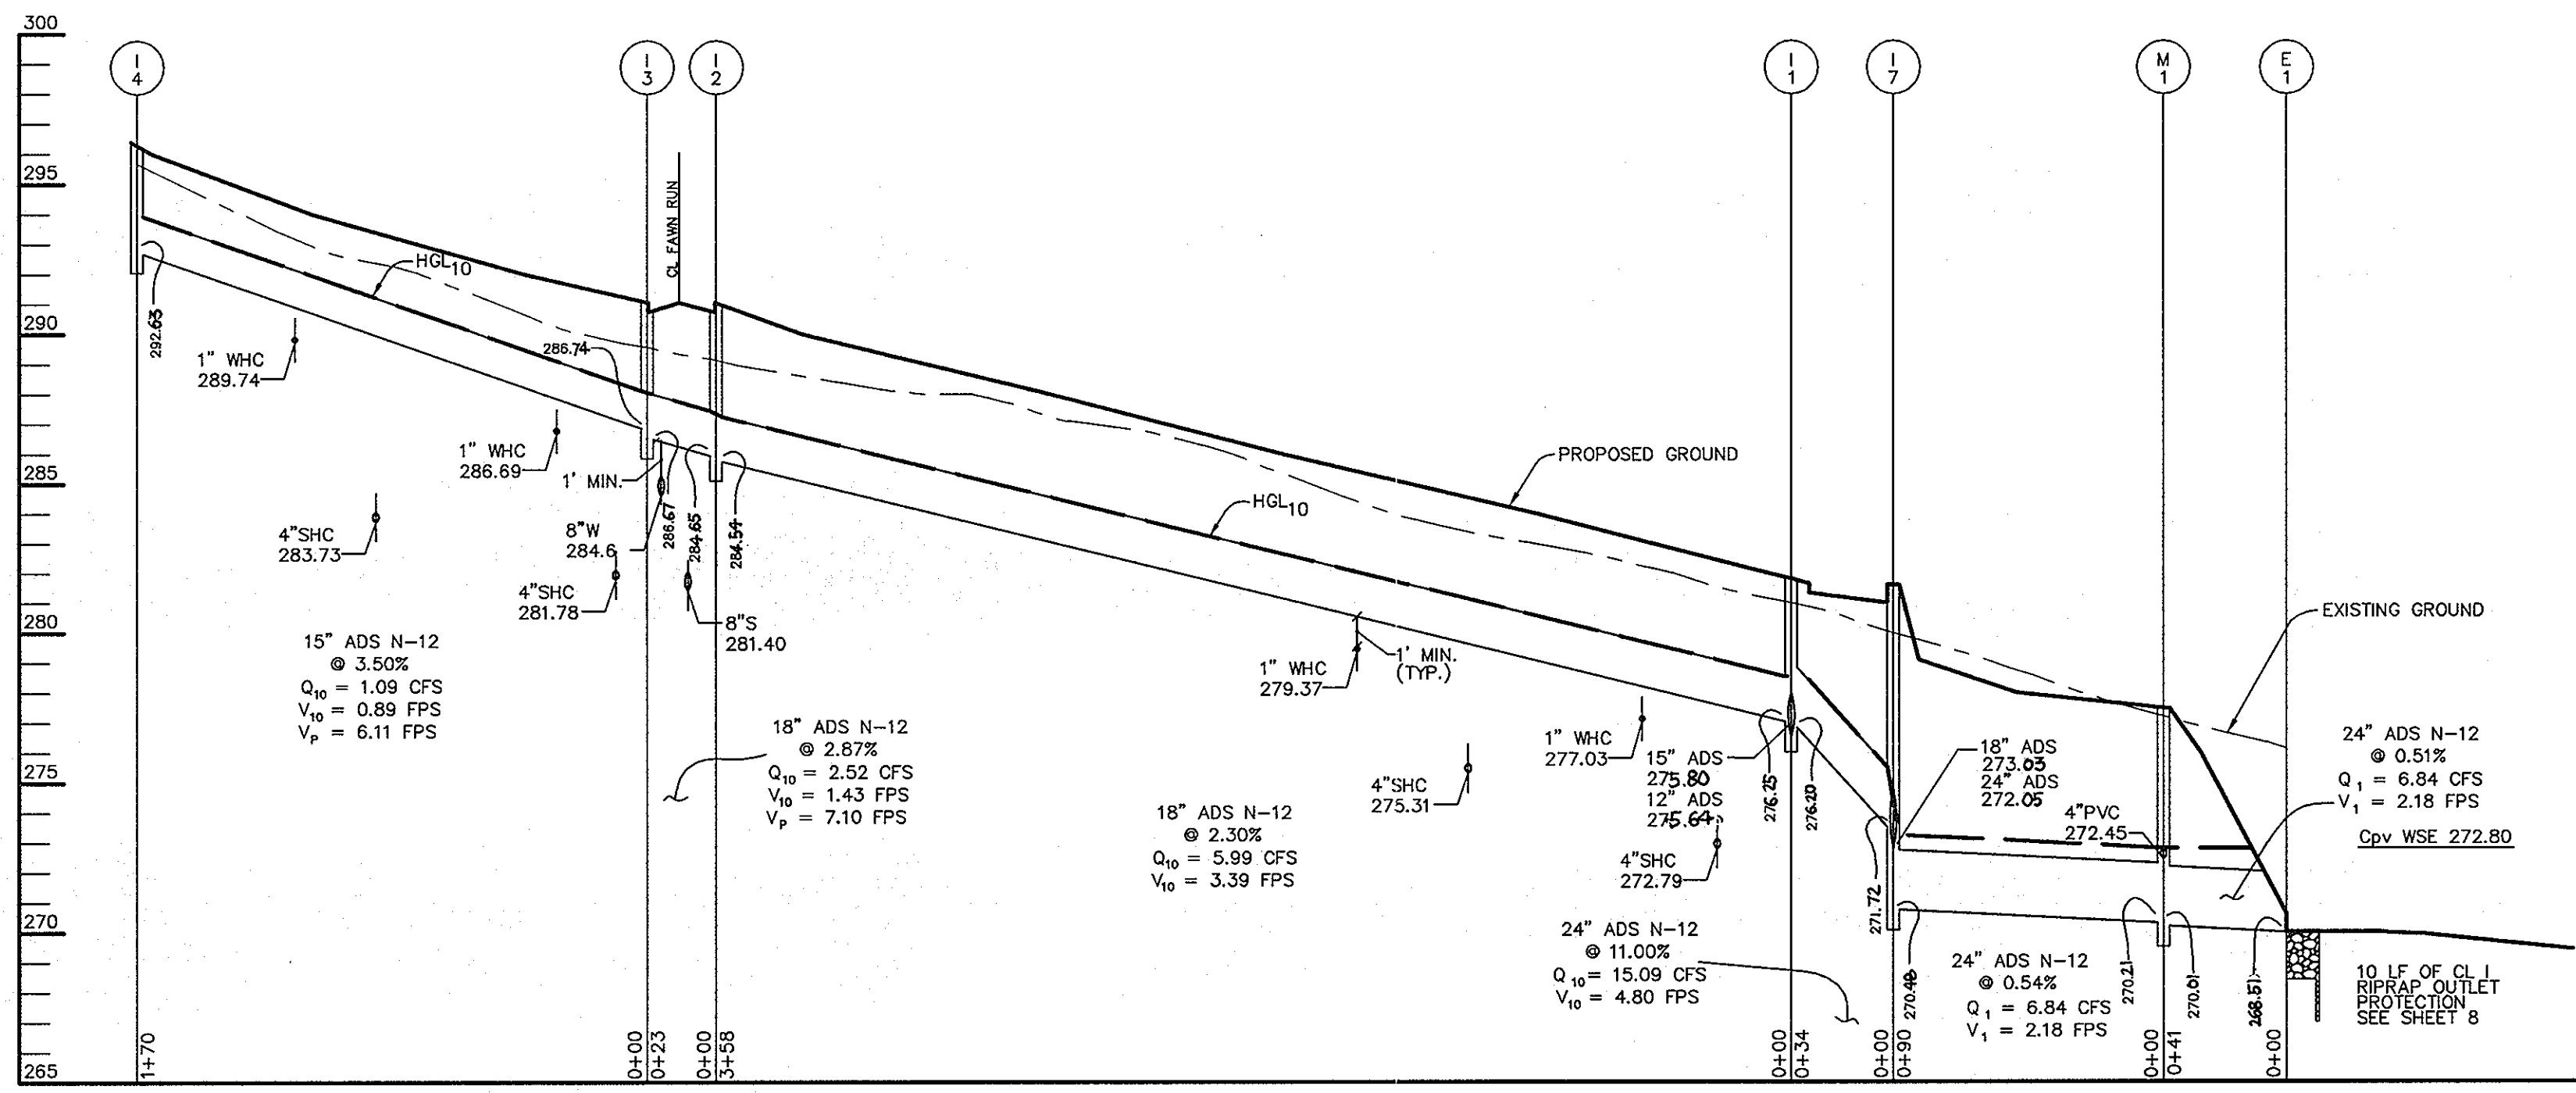 300
295
290
285
280
275
270
265
I
4
I
3
I
2
I
1
I
7
M
1
E
1
CL FAWN RUN
HGL10
292.63
1" WHC
289.74
286.74
1" WHC
286.69
1' MIN.
4"SHC
283.73
8"W
284.6
4"SHC
281.78
286.67
284.65
284.54
8"S
281.40
15" ADS N-12
@ 3.50%
Q10 = 1.09 CFS
V10 = 0.89 FPS
VP = 6.11 FPS
18" ADS N-12
@ 2.87%
Q10 = 2.52 CFS
V10 = 1.43 FPS
VP = 7.10 FPS
HGL10
PROPOSED GROUND
1" WHC
279.37
1' MIN.
(TYP.)
18" ADS N-12
@ 2.30%
Q10 = 5.99 CFS
V10 = 3.39 FPS
4"SHC
275.31
1" WHC
277.03
15" ADS
275.80
12" ADS
275.64
4"SHC
272.79
276.25
276.20
24" ADS N-12
@ 11.00%
Q10 = 15.09 CFS
V10 = 4.80 FPS
271.72
18" ADS
273.03
24" ADS
272.05
4"PVC
272.45
24" ADS N-12
@ 0.54%
Q1 = 6.84 CFS
V1 = 2.18 FPS
270.21
270.01
EXISTING GROUND
24" ADS N-12
@ 0.51%
Q1 = 6.84 CFS
V1 = 2.18 FPS
Cpv WSE 272.80
10 LF OF CL I
RIPRAP OUTLET
PROTECTION
SEE SHEET 8
1+70
0+00
0+23
0+00
3+58
0+00
0+34
0+00
0+90
0+00
0+41
0+00